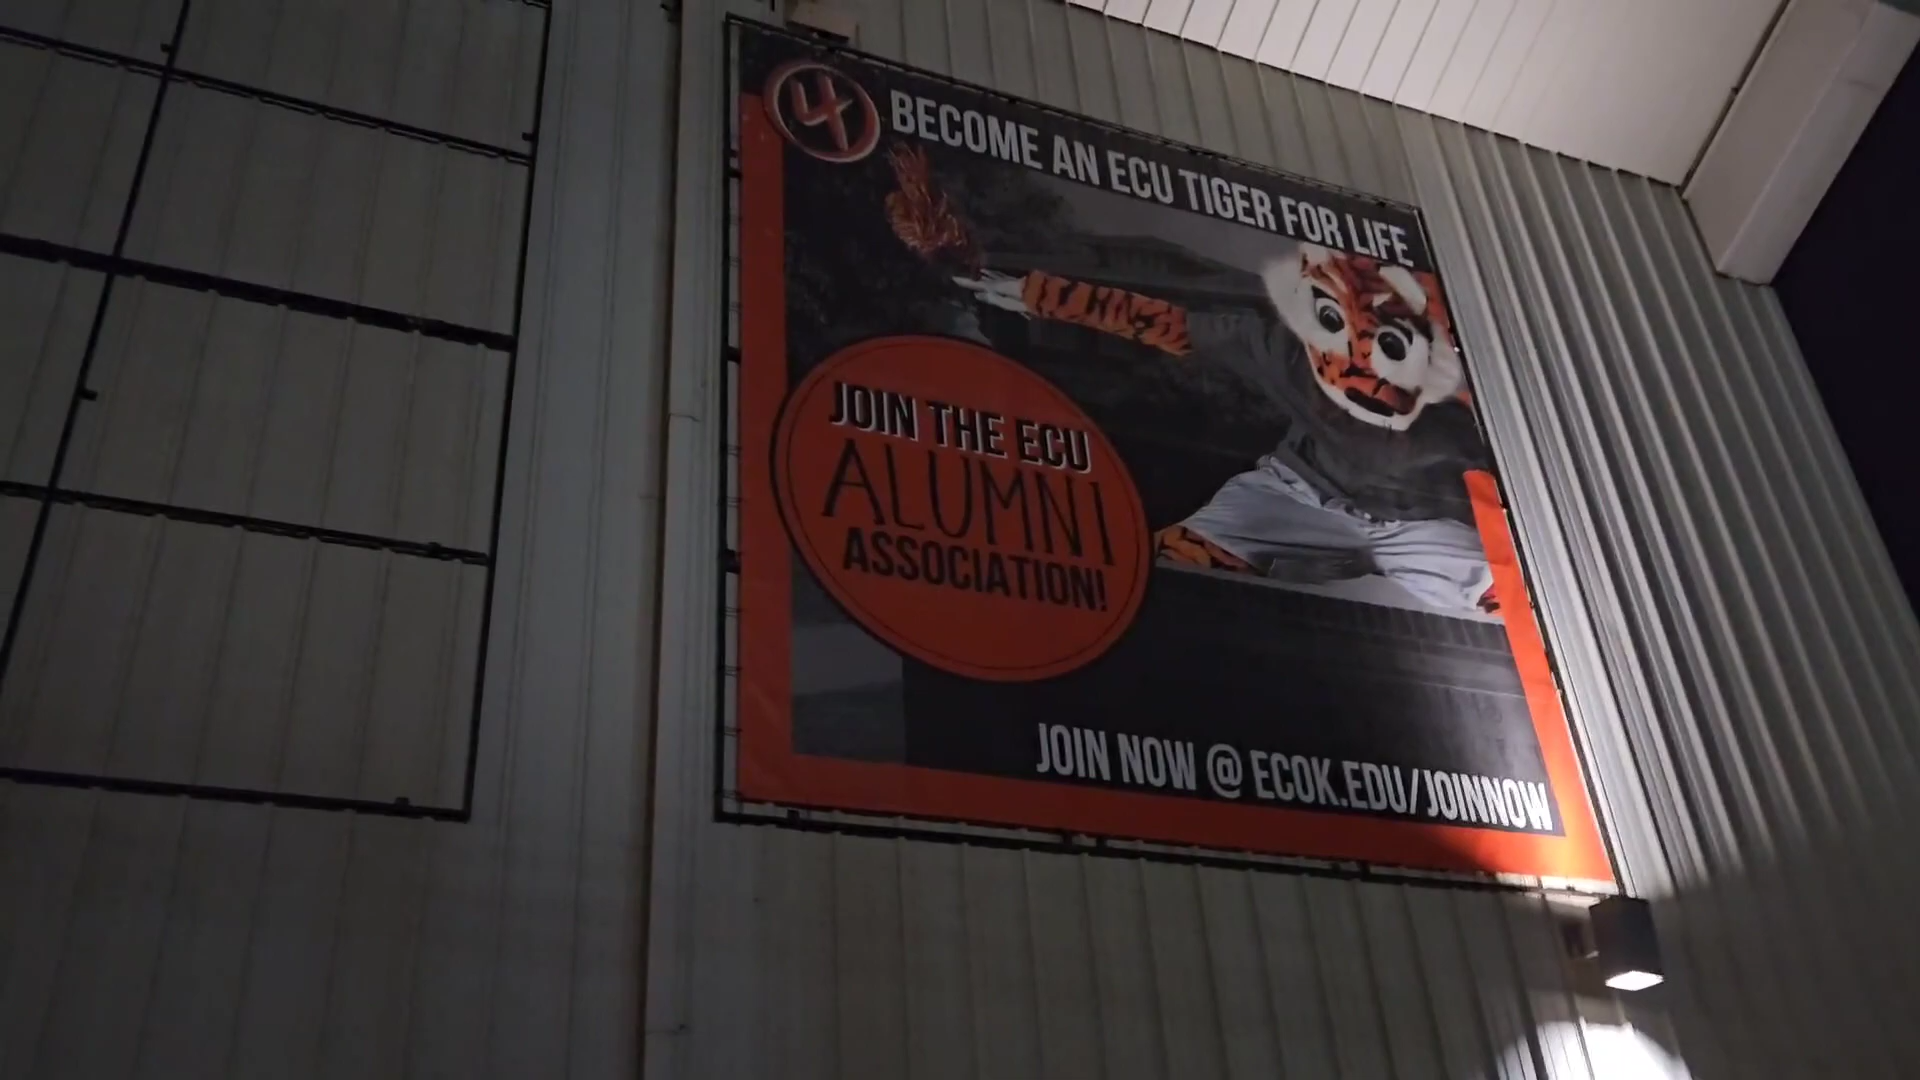 4
BECOME AN ECU TIGER FOR LIFE
JOIN THE ECU
ALUMNI
ASSOCIATION!
JOIN NOW @ ECOK.EDU/JOINNOW